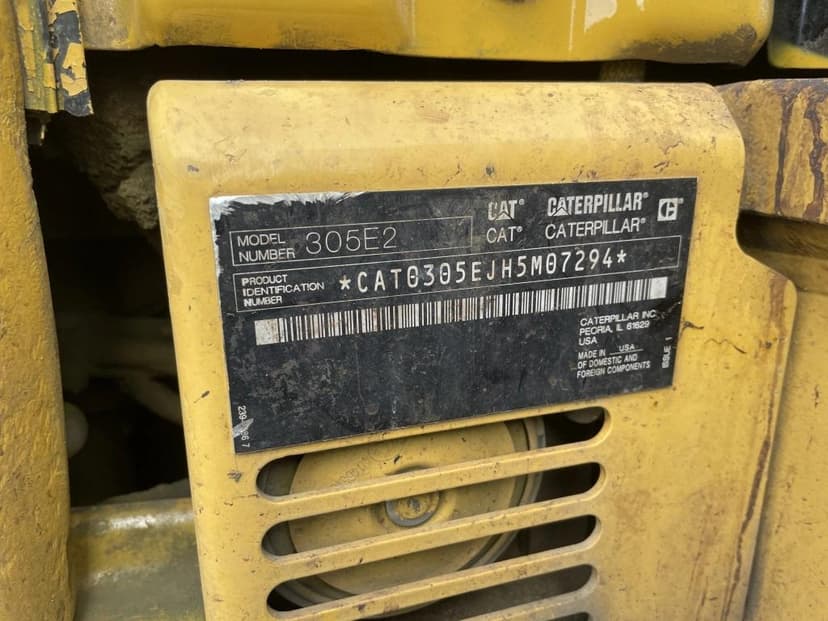 CAT® CATERPILLAR® C
CAT® CATERPILLAR®
MODEL NUMBER 305E2
PRODUCT IDENTIFICATION NUMBER *CAT0305EJH5M07294*
CATERPILLAR INC.
PEORIA, IL 61629
USA
MADE IN USA
OF DOMESTIC AND
FOREIGN COMPONENTS
ISSUE 1